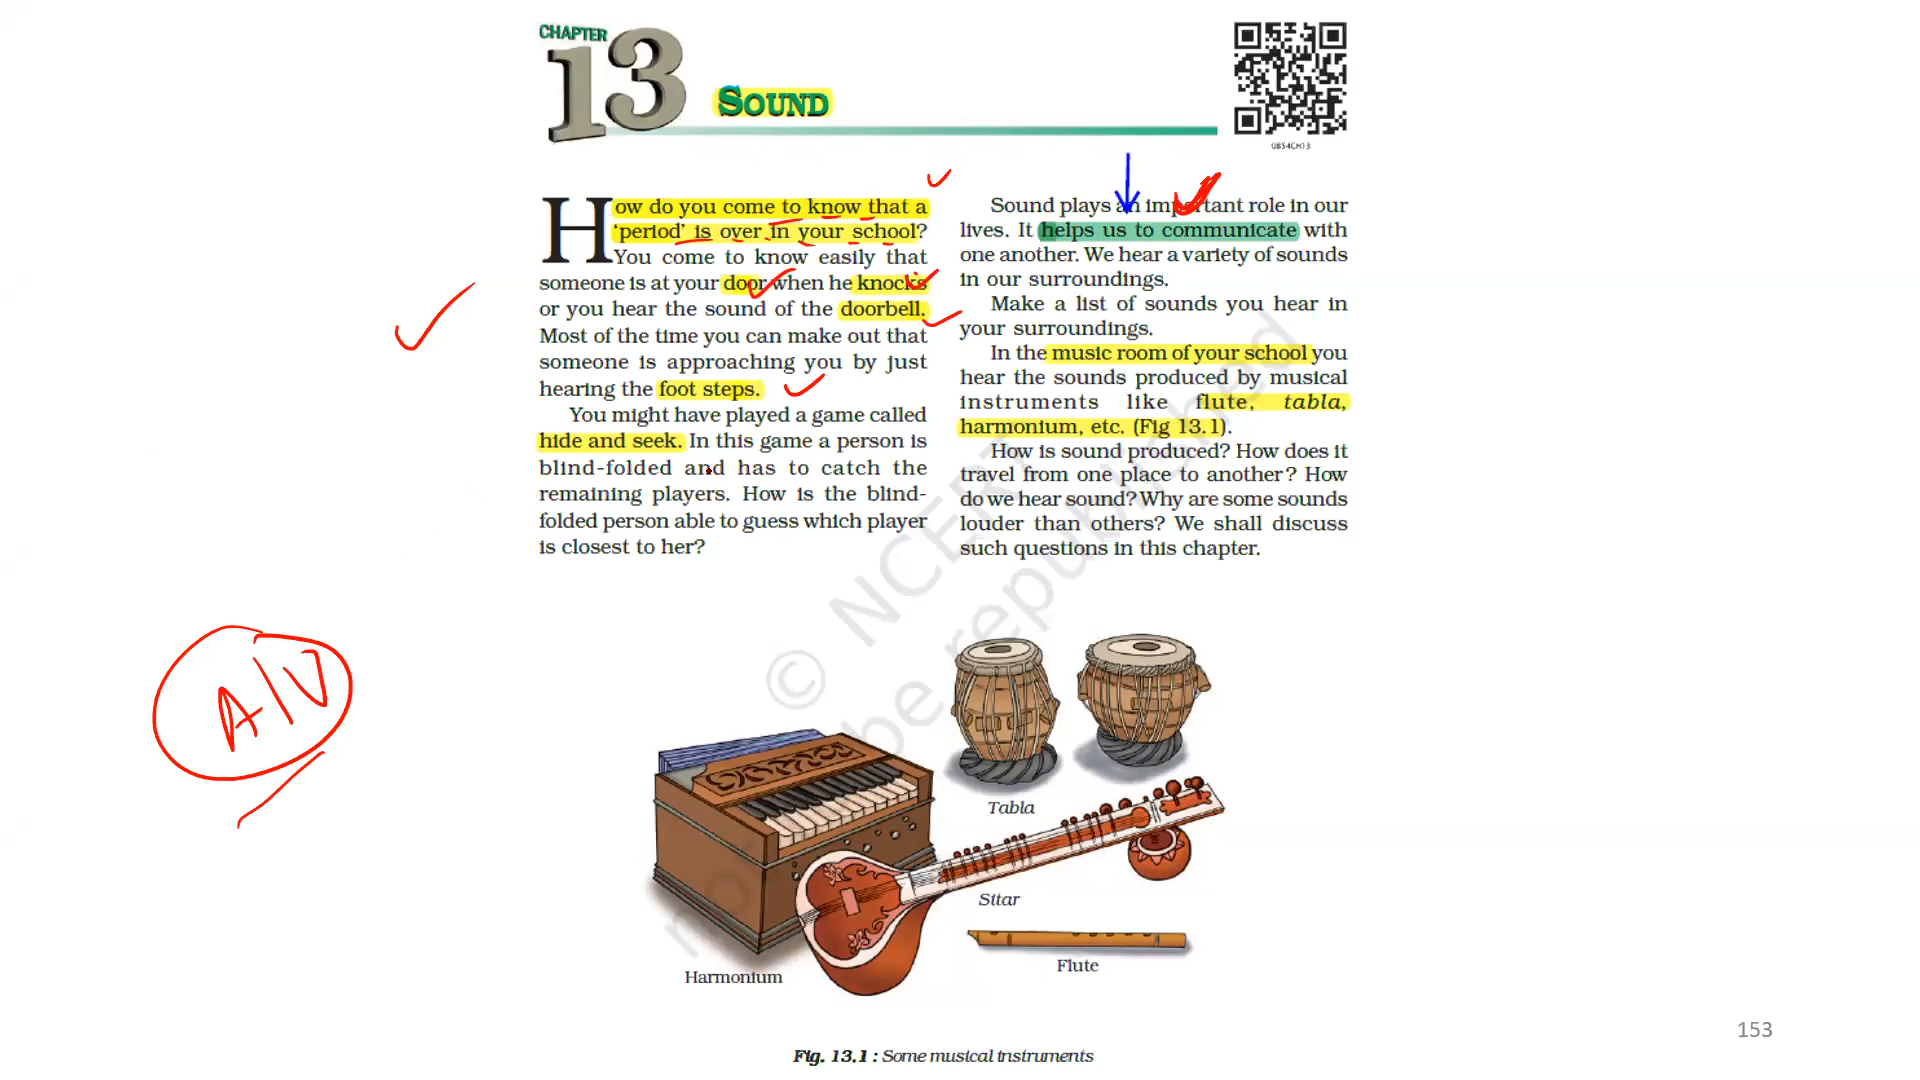 CHAPTER
13
SOUND
0854CH13
How do you come to know that a
‘period’ is over in your school?
You come to know easily that
someone is at your door when he knocks
or you hear the sound of the doorbell.
Most of the time you can make out that
someone is approaching you by just
hearing the foot steps.
You might have played a game called
hide and seek. In this game a person is
blind-folded and has to catch the
remaining players. How is the blind-
folded person able to guess which player
is closest to her?
Sound plays an important role in our
lives. It helps us to communicate with
one another. We hear a variety of sounds
in our surroundings.
Make a list of sounds you hear in
your surroundings.
In the music room of your school you
hear the sounds produced by musical
instruments like flute, tabla,
harmonium, etc. (Fig 13.1).
How is sound produced? How does it
travel from one place to another? How
do we hear sound? Why are some sounds
louder than others? We shall discuss
such questions in this chapter.
© NCERT
be republished
A/V
Tabla
Sitar
Flute
Harmonium
Fig. 13.1 : Some musical instruments
153